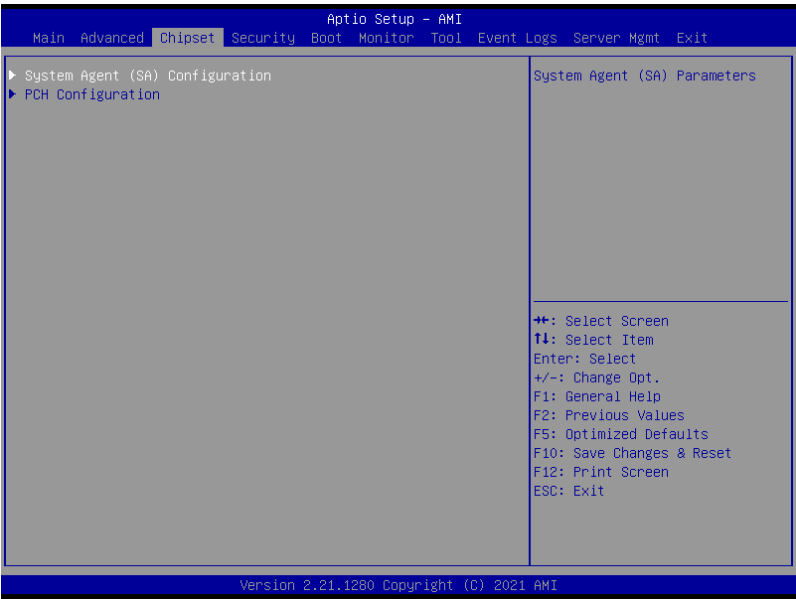 Aptio Setup – AMI
Main Advanced Chipset Security Boot Monitor Tool Event Logs Server Mgmt Exit
System Agent (SA) Configuration
PCH Configuration
System Agent (SA) Parameters
→←: Select Screen
↑↓: Select Item
Enter: Select
+/-: Change Opt.
F1: General Help
F2: Previous Values
F5: Optimized Defaults
F10: Save Changes & Reset
F12: Print Screen
ESC: Exit
Version 2.21.1280 Copyright (C) 2021 AMI